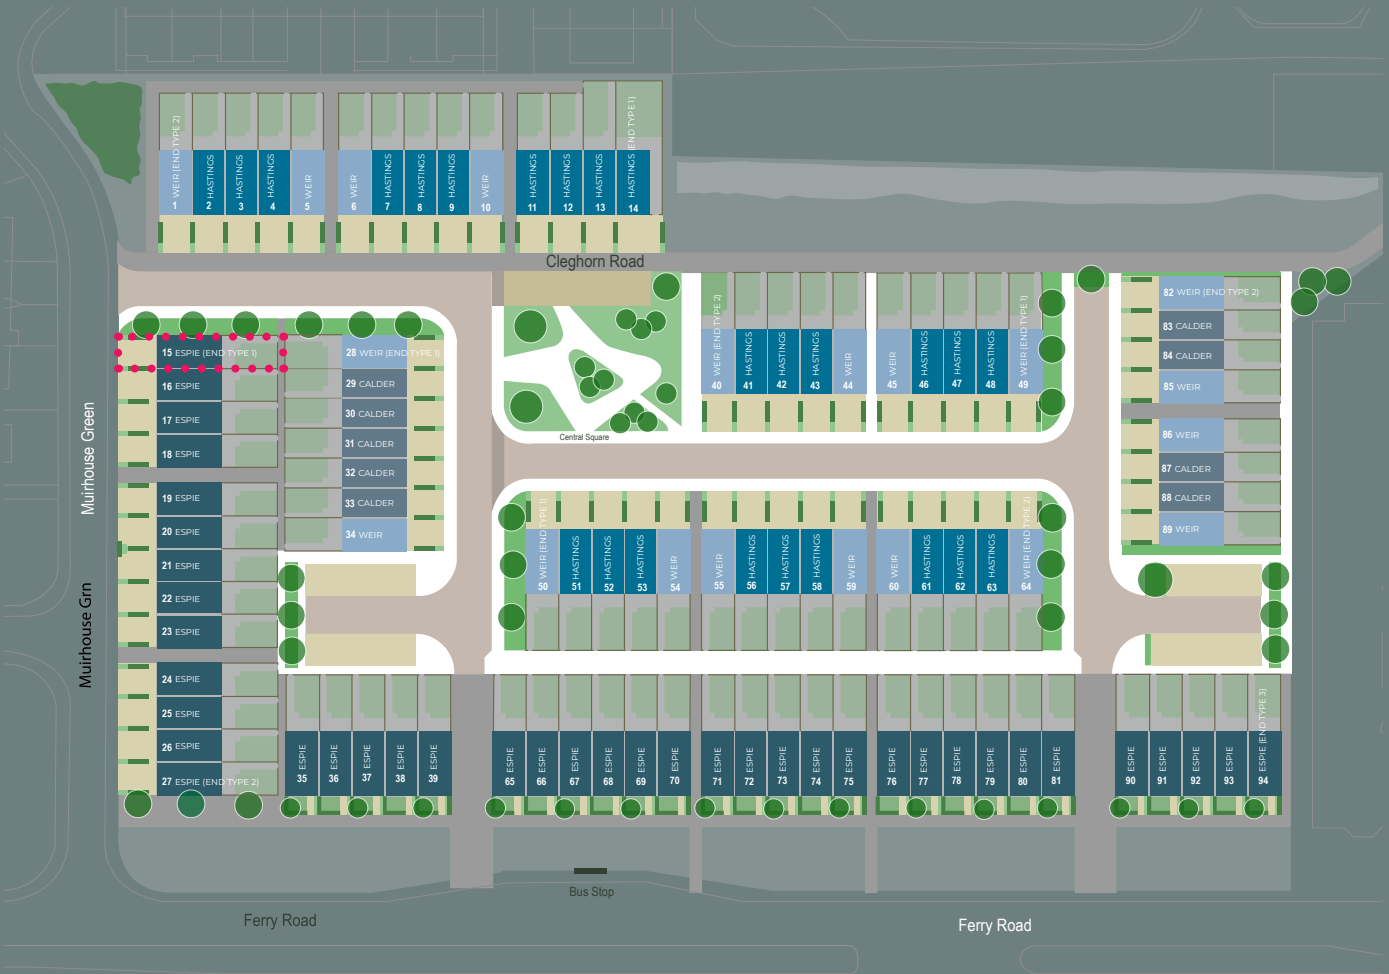 WEIR (END TYPE 2)
1
HASTINGS
2
HASTINGS
3
HASTINGS
4
WEIR
5
WEIR
6
HASTINGS
7
HASTINGS
8
HASTINGS
9
WEIR
10
HASTINGS
11
HASTINGS
12
HASTINGS
13
HASTINGS (END TYPE1)
14
Cleghorn Road
15 ESPIE (END TYPE 1)
16 ESPIE
17 ESPIE
18 ESPIE
19 ESPIE
20 ESPIE
21 ESPIE
22 ESPIE
23 ESPIE
24 ESPIE
25 ESPIE
26 ESPIE
27 ESPIE (END TYPE 2)
28 WEIR (END TYPE 1)
29 CALDER
30 CALDER
31 CALDER
32 CALDER
33 CALDER
34 WEIR
Muirhouse Green
Muirhouse Grn
Central Square
WEIR (END TYPE 2)
40
HASTINGS
41
HASTINGS
42
HASTINGS
43
WEIR
44
WEIR
45
HASTINGS
46
HASTINGS
47
HASTINGS
48
WEIR (END TYPE 1)
49
82 WEIR (END TYPE 2)
83 CALDER
84 CALDER
85 WEIR
86 WEIR
87 CALDER
88 CALDER
89 WEIR
WEIR (END TYPE 1)
50
HASTINGS
51
HASTINGS
52
HASTINGS
53
WEIR
54
WEIR
55
HASTINGS
56
HASTINGS
57
HASTINGS
58
WEIR
59
WEIR
60
HASTINGS
61
HASTINGS
62
HASTINGS
63
WEIR (END TYPE 2)
64
ESPIE
35
ESPIE
36
ESPIE
37
ESPIE
38
ESPIE
39
ESPIE
65
ESPIE
66
ESPIE
67
ESPIE
68
ESPIE
69
ESPIE
70
ESPIE
71
ESPIE
72
ESPIE
73
ESPIE
74
ESPIE
75
ESPIE
76
ESPIE
77
ESPIE
78
ESPIE
79
ESPIE
80
ESPIE
81
ESPIE
90
ESPIE
91
ESPIE
92
ESPIE
93
ESPIE (END TYPE 3)
94
Bus Stop
Ferry Road
Ferry Road